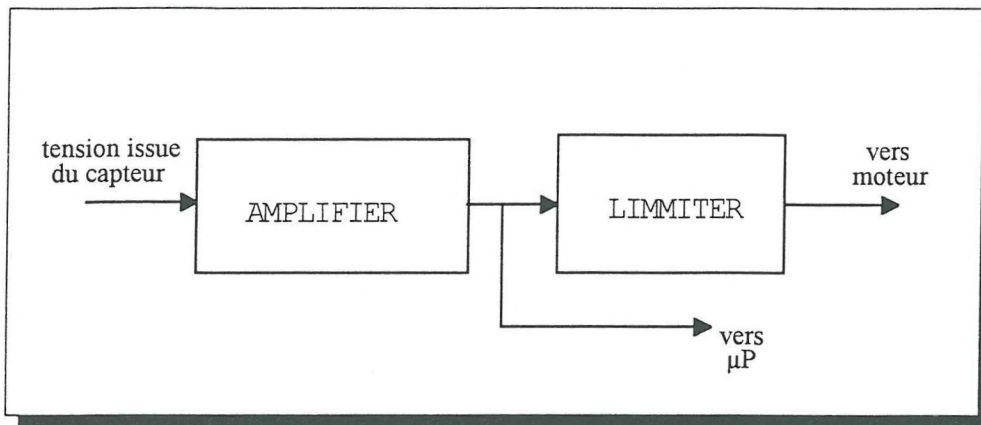 tension issue
du capteur
AMPLIFIER
LIMMITER
vers
moteur
vers
µP